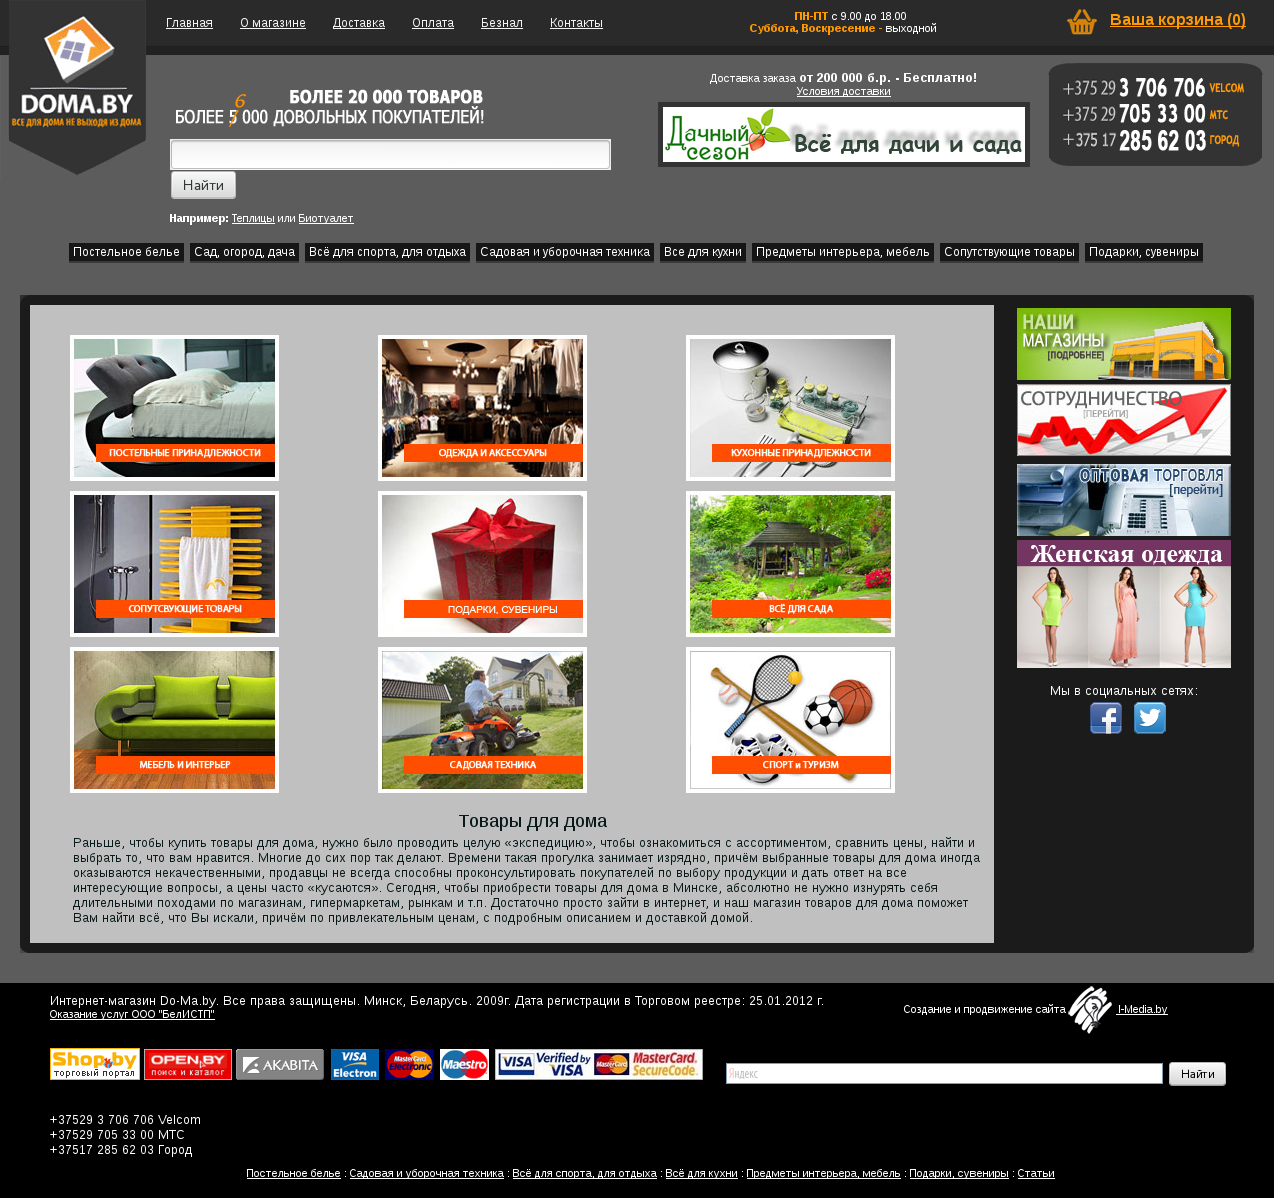 Главная О магазине Доставка Оплата Безнал Контакты
ПН-ПТ с 9.00 до 18.00
Суббота, Воскресение - выходной
Ваша корзина (0)
DOMA.BY
ВСЕ ДЛЯ ДОМА НЕ ВЫХОДЯ ИЗ ДОМА
БОЛЕЕ 20 000 ТОВАРОВ
6
БОЛЕЕ 5 000 ДОВОЛЬНЫХ ПОКУПАТЕЛЕЙ!
Найти
Например: Теплицы или Биотуалет
Доставка заказа от 200 000 б.р. - Бесплатно!
Условия доставки
Дачный сезон
Всё для дачи и сада
+375 29 3 706 706 VELCOM
+375 29 705 33 00 МТС
+375 17 285 62 03 ГОРОД
Постельное белье Сад, огород, дача Всё для спорта, для отдыха Садовая и уборочная техника Все для кухни Предметы интерьера, мебель Сопутствующие товары Подарки, сувениры
ПОСТЕЛЬНЫЕ ПРИНАДЛЕЖНОСТИ
ОДЕЖДА И АКСЕССУАРЫ
КУХОННЫЕ ПРИНАДЛЕЖНОСТИ
СОПУТСВУЮЩИЕ ТОВАРЫ
ПОДАРКИ, СУВЕНИРЫ
ВСЁ ДЛЯ САДА
МЕБЕЛЬ И ИНТЕРЬЕР
САДОВАЯ ТЕХНИКА
СПОРТ и ТУРИЗМ
НАШИ
МАГАЗИНЫ
[ПОДРОБНЕЕ]
СОТРУДНИЧЕСТВО
[ПЕРЕЙТИ]
ОПТОВАЯ ТОРГОВЛЯ
[перейти]
Женская одежда
Мы в социальных сетях:
Товары для дома
Раньше, чтобы купить товары для дома, нужно было проводить целую «экспедицию», чтобы ознакомиться с ассортиментом, сравнить цены, найти и
выбрать то, что вам нравится. Многие до сих пор так делают. Времени такая прогулка занимает изрядно, причём выбранные товары для дома иногда
оказываются некачественными, продавцы не всегда способны проконсультировать покупателей по выбору продукции и дать ответ на все
интересующие вопросы, а цены часто «кусаются». Сегодня, чтобы приобрести товары для дома в Минске, абсолютно не нужно изнурять себя
длительными походами по магазинам, гипермаркетам, рынкам и т.п. Достаточно просто зайти в интернет, и наш магазин товаров для дома поможет
Вам найти всё, что Вы искали, причём по привлекательным ценам, с подробным описанием и доставкой домой.
Интернет-магазин Do-Ma.by. Все права защищены. Минск, Беларусь. 2009г. Дата регистрации в Торговом реестре: 25.01.2012 г.
Оказание услуг ООО "БелИСТП"
Создание и продвижение сайта I-Media.by
Shop.by
торговый портал
OPEN.BY
ПОИСК И КАТАЛОГ
AKABITA
VISA
Electron
MasterCard
Electronic
Maestro
VISA Verified by VISA
MasterCard MasterCard SecureCode.
Яндекс
Найти
+37529 3 706 706 Velcom
+37529 705 33 00 МТС
+37517 285 62 03 Город
Постельное белье : Садовая и уборочная техника : Всё для спорта, для отдыха : Всё для кухни : Предметы интерьера, мебель : Подарки, сувениры : Статьи